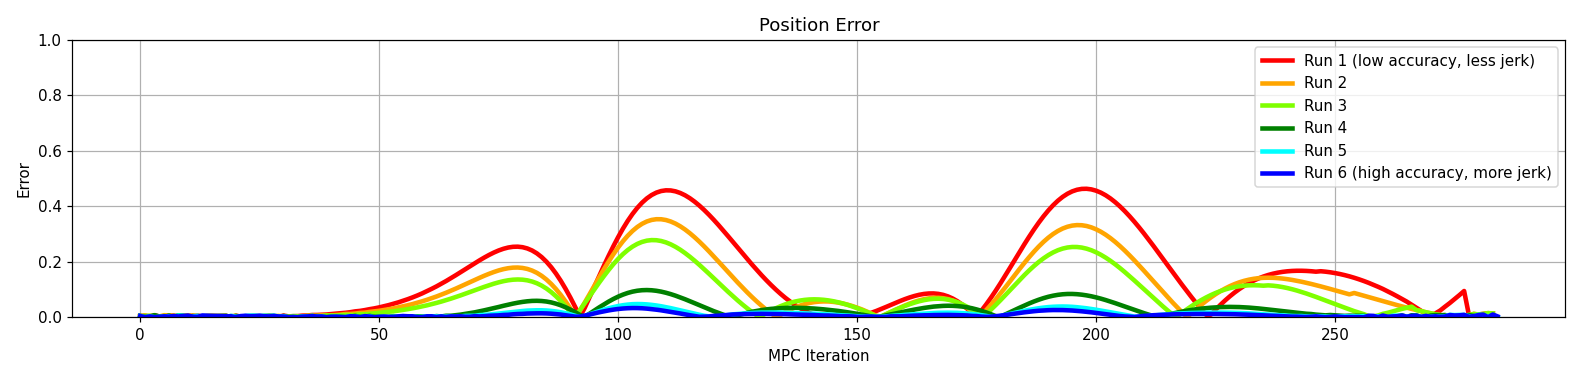 Position Error
1.0
0.8
0.6
0.4
0.2
0.0
Error
0
50
100
150
200
250
MPC Iteration
Run 1 (low accuracy, less jerk)
Run 2
Run 3
Run 4
Run 5
Run 6 (high accuracy, more jerk)